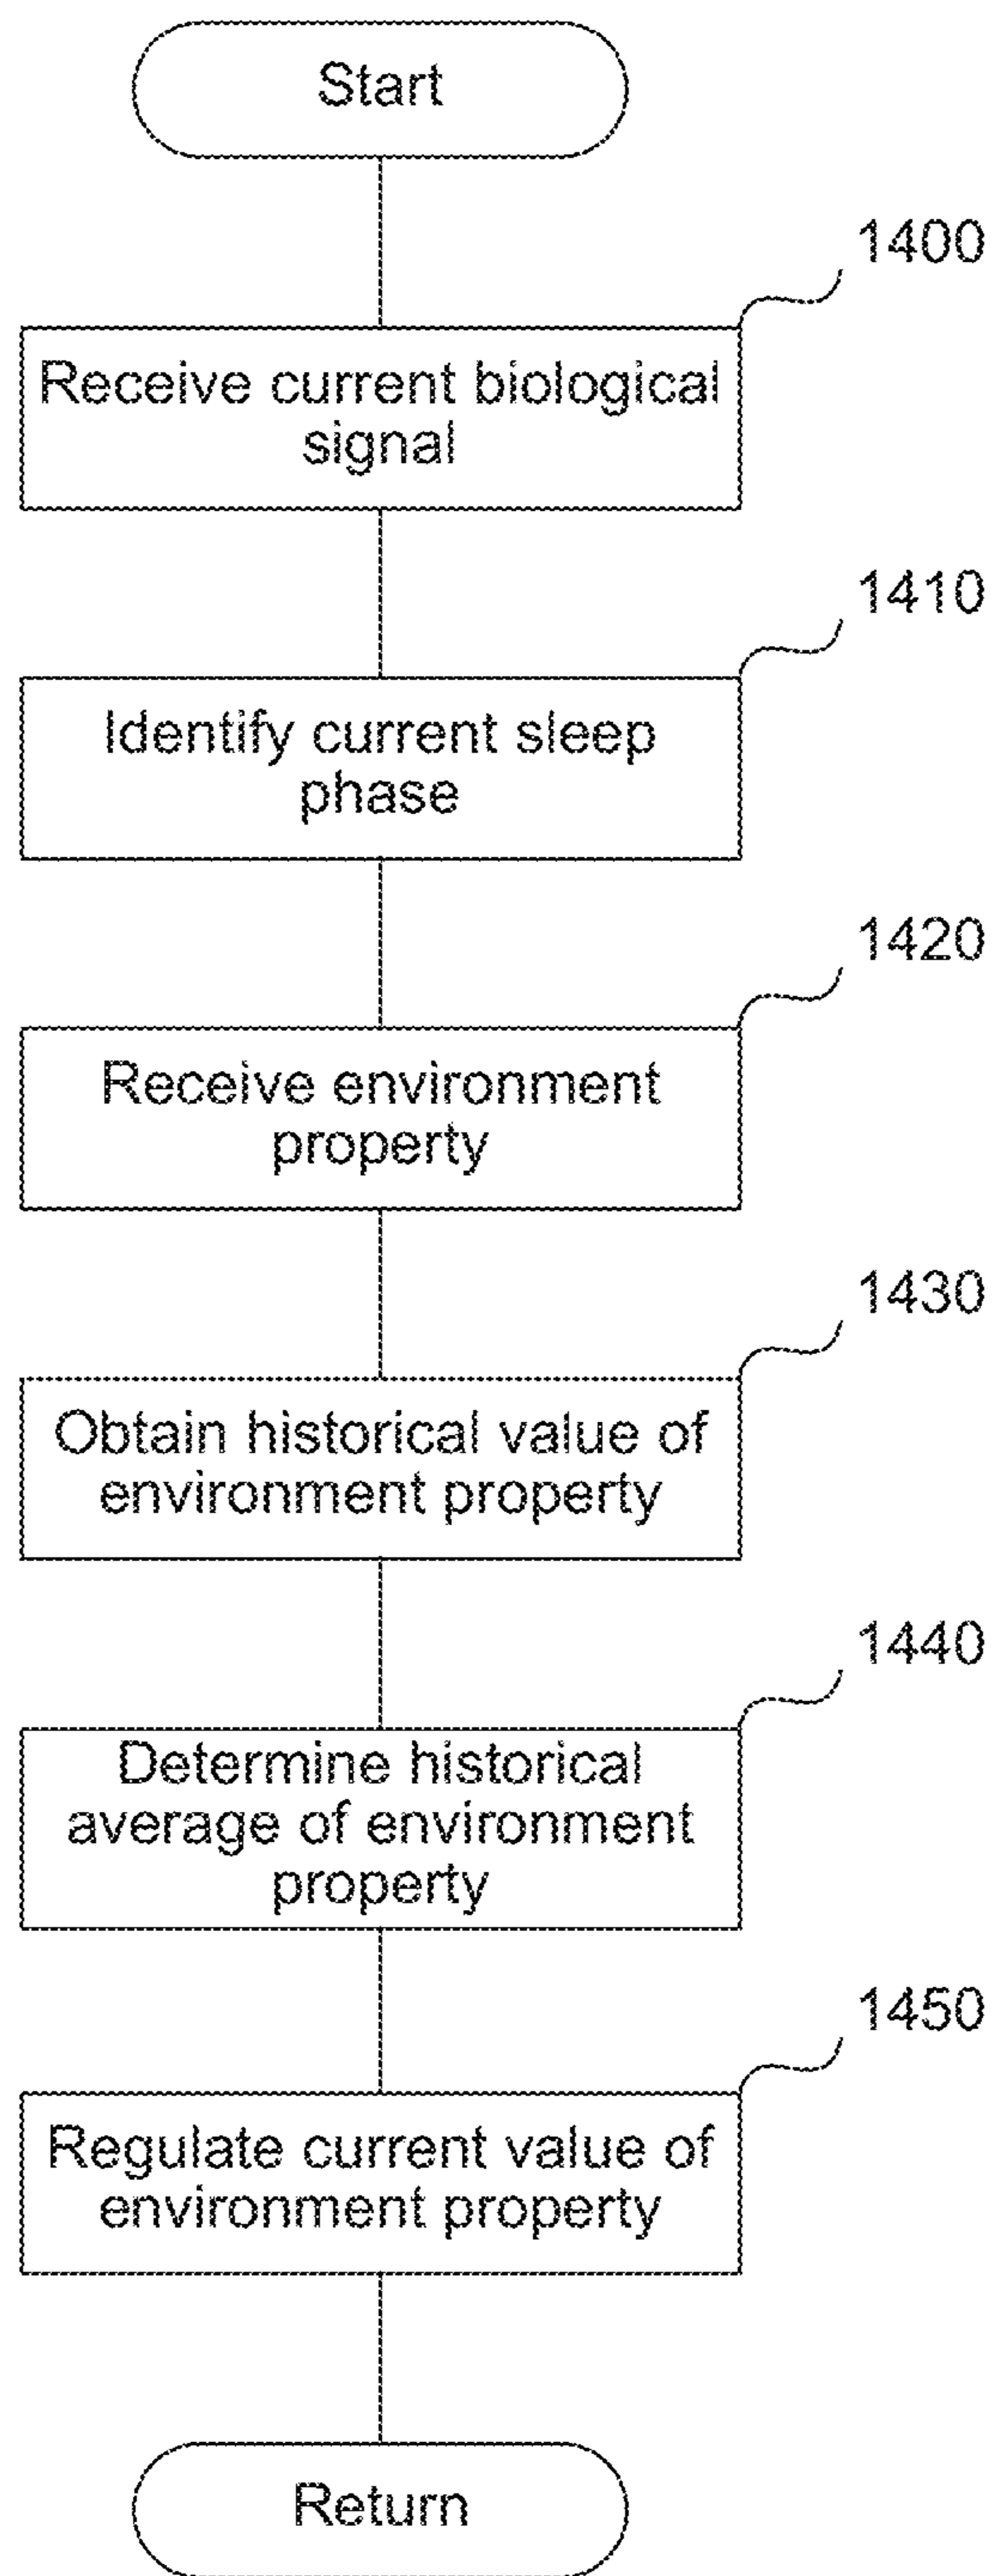 Start
1400
Receive current biological
signal
1410
Identify current sleep
phase
1420
Receive environment
property
1430
Obtain historical value of
environment property
1440
Determine historical
average of environment
property
1450
Regulate current value of
environment property
Return